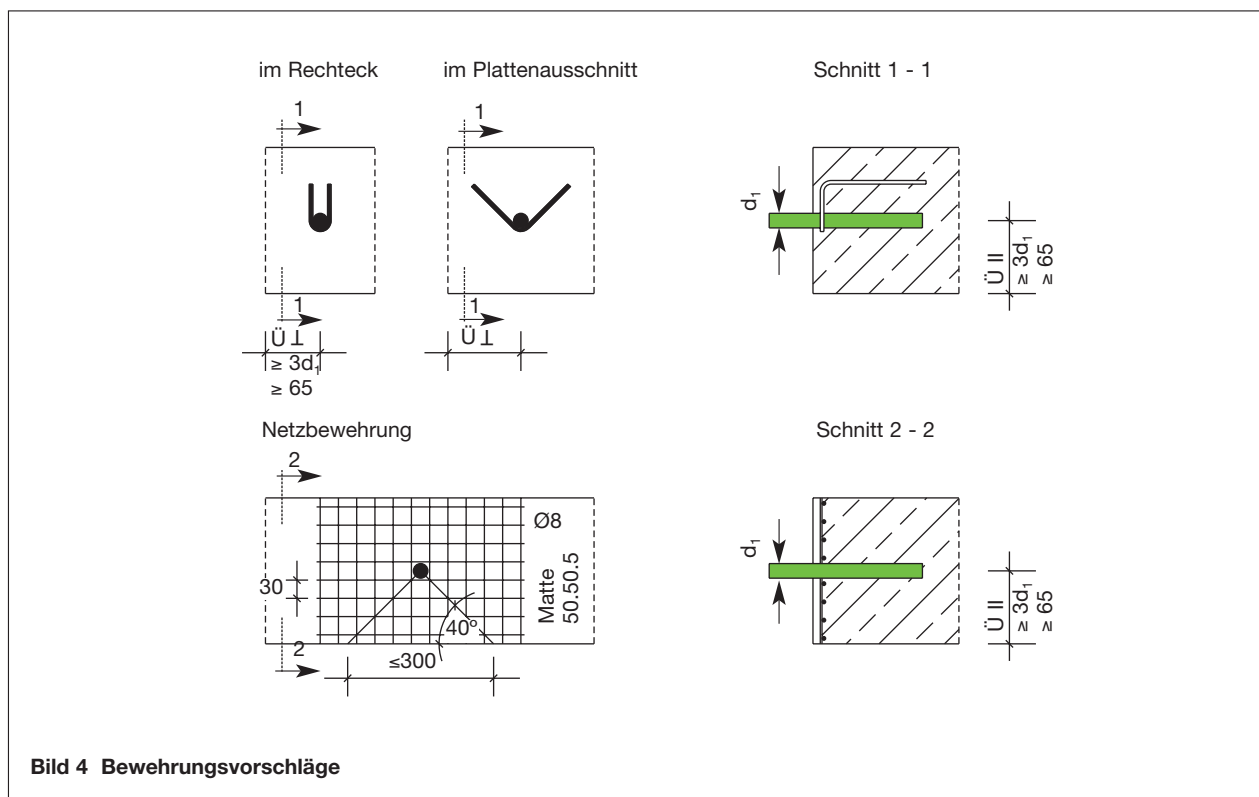 im Rechteck
im Plattenausschnitt
Schnitt 1 - 1
1
1
d₁
Ü II
≥ 3d₁
≥ 65
1
1
Ü ⊥
≥ 3d₁
≥ 65
Ü ⊥
Netzbewehrung
Schnitt 2 - 2
2
Ø8
Matte
50.50.5
30
40°
2
≤300
d₁
Ü II
≥ 3d₁
≥ 65
Bild 4 Bewehrungsvorschläge